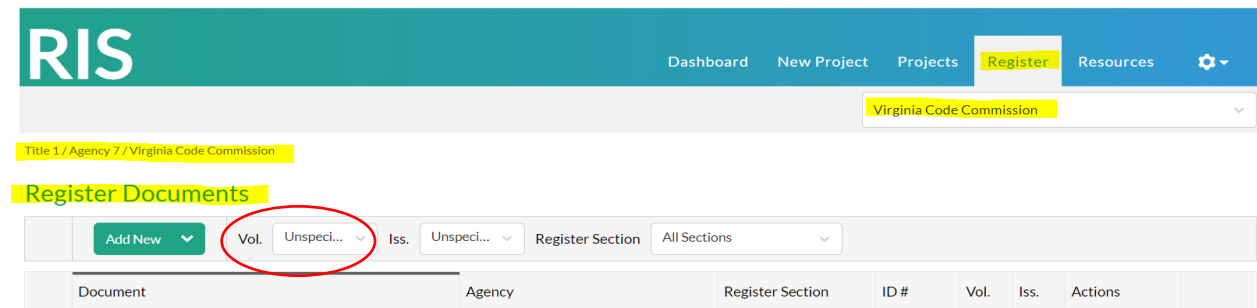 RIS
Dashboard New Project Projects Register Resources
Virginia Code Commission
Title 1 / Agency 7 / Virginia Code Commission
Register Documents
Add New Vol. Unspeci... Iss. Unspeci... Register Section All Sections
Document Agency Register Section ID # Vol. Iss. Actions